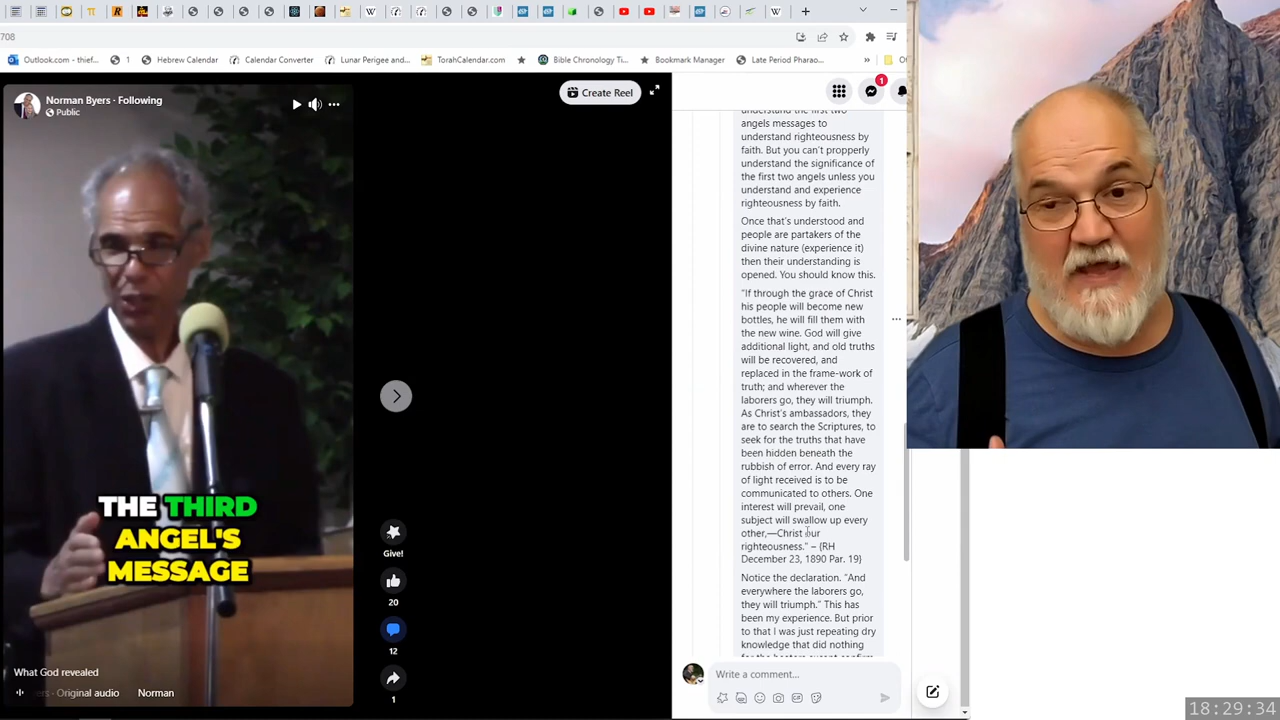 708
Outlook.com - thief...
1
Hebrew Calendar
Calendar Converter
Lunar Perigee and...
TorahCalendar.com
Bible Chronology Ti...
Bookmark Manager
Late Period Pharao...
»
Norman Byers · Following
Public
Create Reel
1
understand the first two
angels messages to
understand righteousness by
faith. But you can't propperly
understand the significance of
the first two angels unless you
understand and experience
righteousness by faith.
Once that's understood and
people are partakers of the
divine nature (experience it)
then their understanding is
opened. You should know this.
"If through the grace of Christ
his people will become new
bottles, he will fill them with
the new wine. God will give
additional light, and old truths
will be recovered, and
replaced in the frame-work of
truth; and wherever the
laborers go, they will triumph.
As Christ's ambassadors, they
are to search the Scriptures, to
seek for the truths that have
been hidden beneath the
rubbish of error. And every ray
of light received is to be
communicated to others. One
interest will prevail, one
subject will swallow up every
other,—Christ our
righteousness." – {RH
December 23, 1890 Par. 19}
Notice the declaration. "And
everywhere the laborers go,
they will triumph." This has
been my experience. But prior
to that I was just repeating dry
knowledge that did nothing
THE THIRD
ANGEL'S
MESSAGE
Give!
20
12
1
What God revealed
ers · Original audio
Norman
Write a comment...
18:29:34